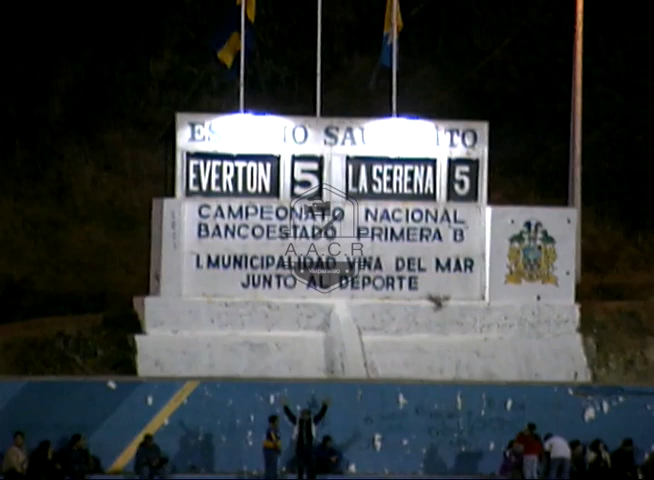 EVERTON 5 LA SERENA 5
CAMPEONATO NACIONAL
BANCOESTADO PRIMERA B
I. MUNICIPALIDAD VIÑA DEL MAR
JUNTO AL DEPORTE
A.A.C.R